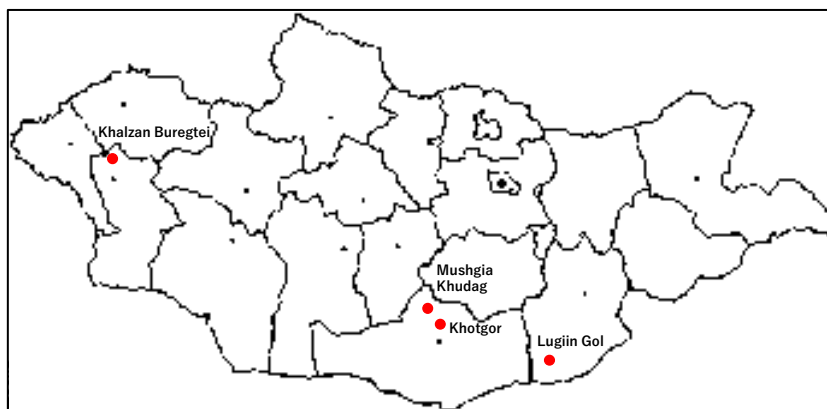 Khalzan Buregtei
Mushgia
Khudag
Khotgor
Lugiin Gol